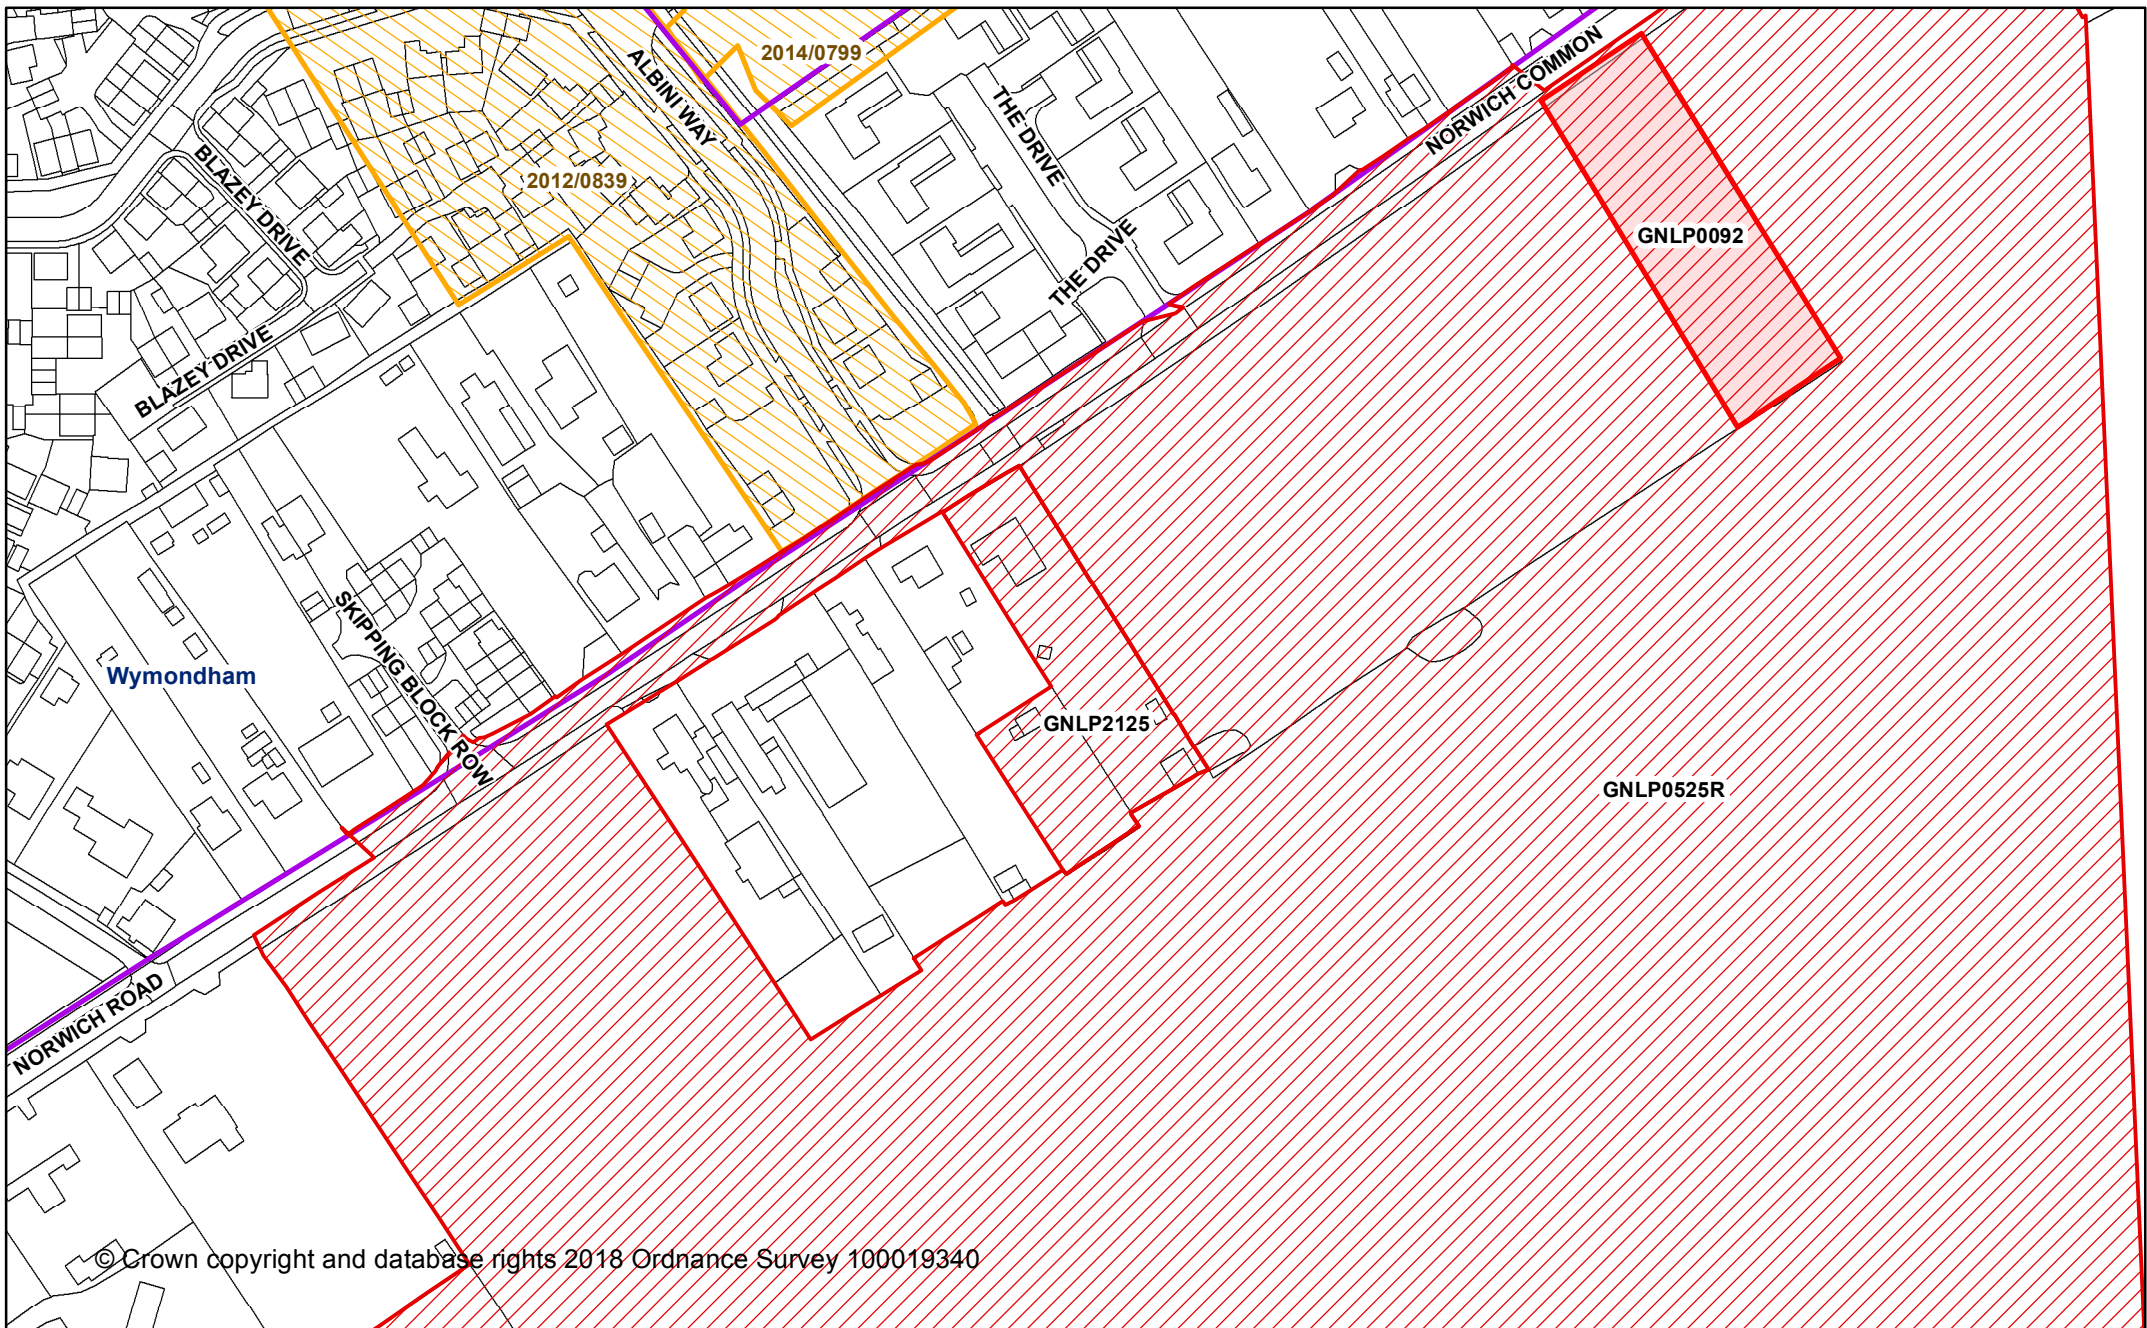 2014/0799
ALBINI WAY
NORWICH COMMON
THE DRIVE
BLAZEY DRIVE
2012/0839
GNLP0092
THE DRIVE
BLAZEY DRIVE
SKIPPING BLOCK ROW
Wymondham
GNLP2125
GNLP0525R
NORWICH ROAD
© Crown copyright and database rights 2018 Ordnance Survey 100019340